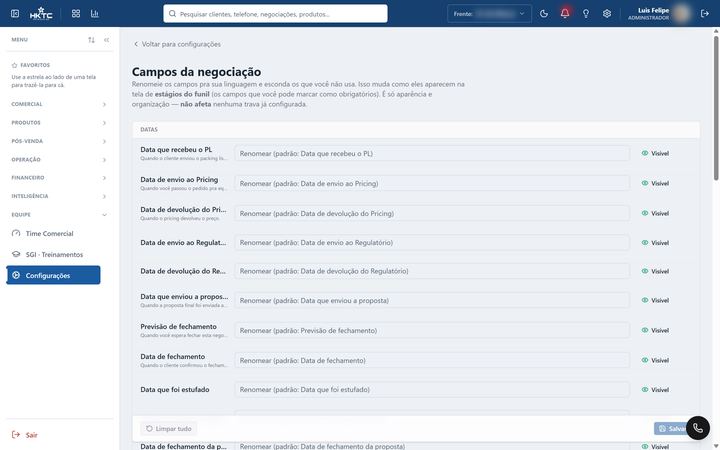 HKTC
Pesquisar clientes, telefone, negociações, produtos...
Frente:
Luis Felipe
ADMINISTRADOR
MENU
FAVORITOS
Use a estrela ao lado de uma tela
para trazê-la para cá.
COMERCIAL
PRODUTOS
PÓS-VENDA
OPERAÇÃO
FINANCEIRO
INTELIGÊNCIA
EQUIPE
Time Comercial
SGI · Treinamentos
Configurações
Sair
Voltar para configurações
Campos da negociação
Renomeie os campos pra sua linguagem e esconda os que você não usa. Isso muda como eles aparecem na
tela de estágios do funil (os campos que você pode marcar como obrigatórios). É só aparência e
organização — não afeta nenhuma trava já configurada.
DATAS
Data que recebeu o PL
Quando o cliente enviou o packing lis...
Renomear (padrão: Data que recebeu o PL)
Visível
Data de envio ao Pricing
Quando você passou o pedido pra eq...
Renomear (padrão: Data de envio ao Pricing)
Visível
Data de devolução do Pri...
Quando o pricing devolveu o preço.
Renomear (padrão: Data de devolução do Pricing)
Visível
Data de envio ao Regulat...
Renomear (padrão: Data de envio ao Regulatório)
Visível
Data de devolução do Re...
Renomear (padrão: Data de devolução do Regulatório)
Visível
Data que enviou a propos...
Quando a proposta final foi enviada a...
Renomear (padrão: Data que enviou a proposta)
Visível
Previsão de fechamento
Quando você espera fechar esta nego...
Renomear (padrão: Previsão de fechamento)
Visível
Data de fechamento
Quando o cliente confirmou o fecham...
Renomear (padrão: Data de fechamento)
Visível
Data que foi estufado
Renomear (padrão: Data que foi estufado)
Visível
Limpar tudo
Salvar
Data de fechamento da p...
Renomear (padrão: Data de fechamento da proposta)
Visível